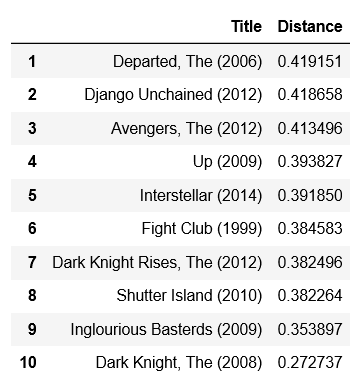 Title Distance
1 Departed, The (2006) 0.419151
2 Django Unchained (2012) 0.418658
3 Avengers, The (2012) 0.413496
4 Up (2009) 0.393827
5 Interstellar (2014) 0.391850
6 Fight Club (1999) 0.384583
7 Dark Knight Rises, The (2012) 0.382496
8 Shutter Island (2010) 0.382264
9 Inglourious Basterds (2009) 0.353897
10 Dark Knight, The (2008) 0.272737